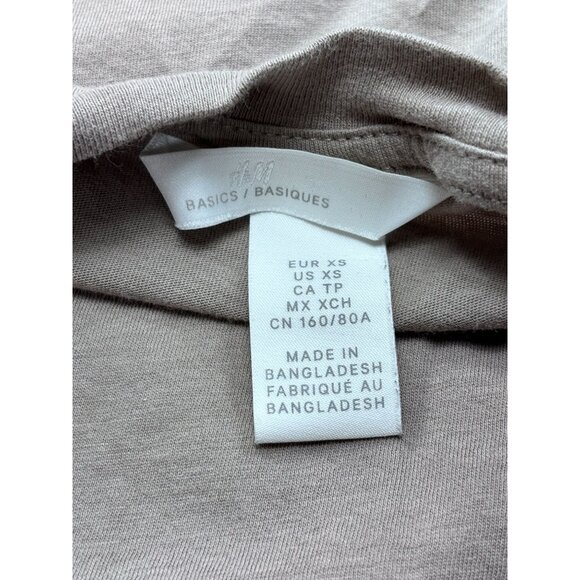 H&M
BASICS / BASIQUES
EUR XS
US XS
CA TP
MX XCH
CN 160/80A
MADE IN
BANGLADESH
FABRIQUÉ AU
BANGLADESH